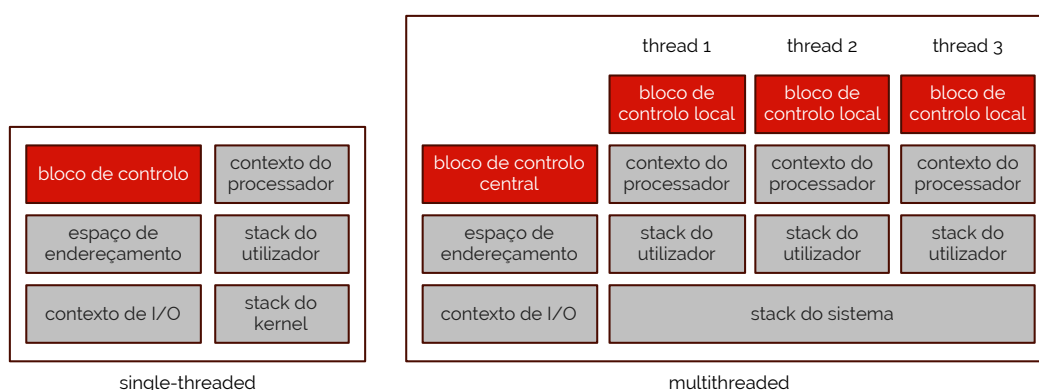 thread 1
thread 2
thread 3
bloco de
controlo local
bloco de
controlo local
bloco de
controlo local
bloco de controlo
contexto do
processador
bloco de controlo
central
contexto do
processador
contexto do
processador
contexto do
processador
espaço de
endereçamento
stack do
utilizador
espaço de
endereçamento
stack do
utilizador
stack do
utilizador
stack do
utilizador
contexto de I/O
stack do
kernel
contexto de I/O
stack do sistema
single-threaded
multithreaded